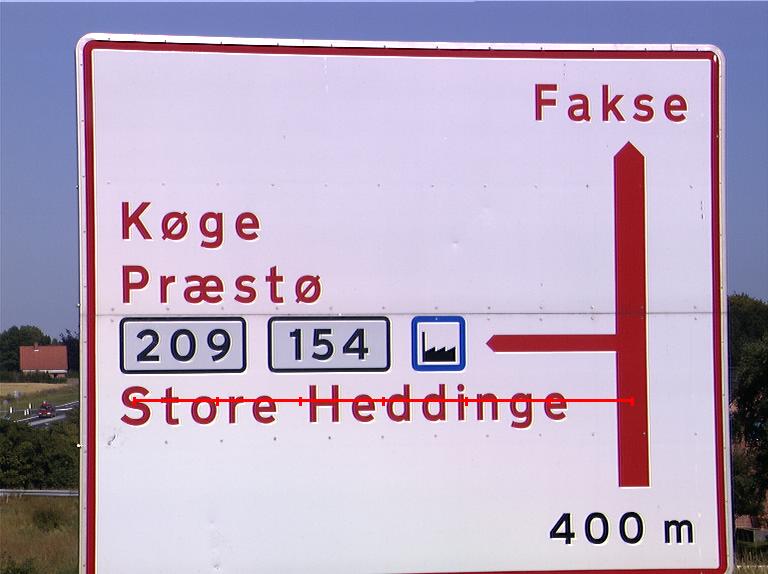 Fakse
Køge
Præstø
209 154
Store Heddinge
400 m